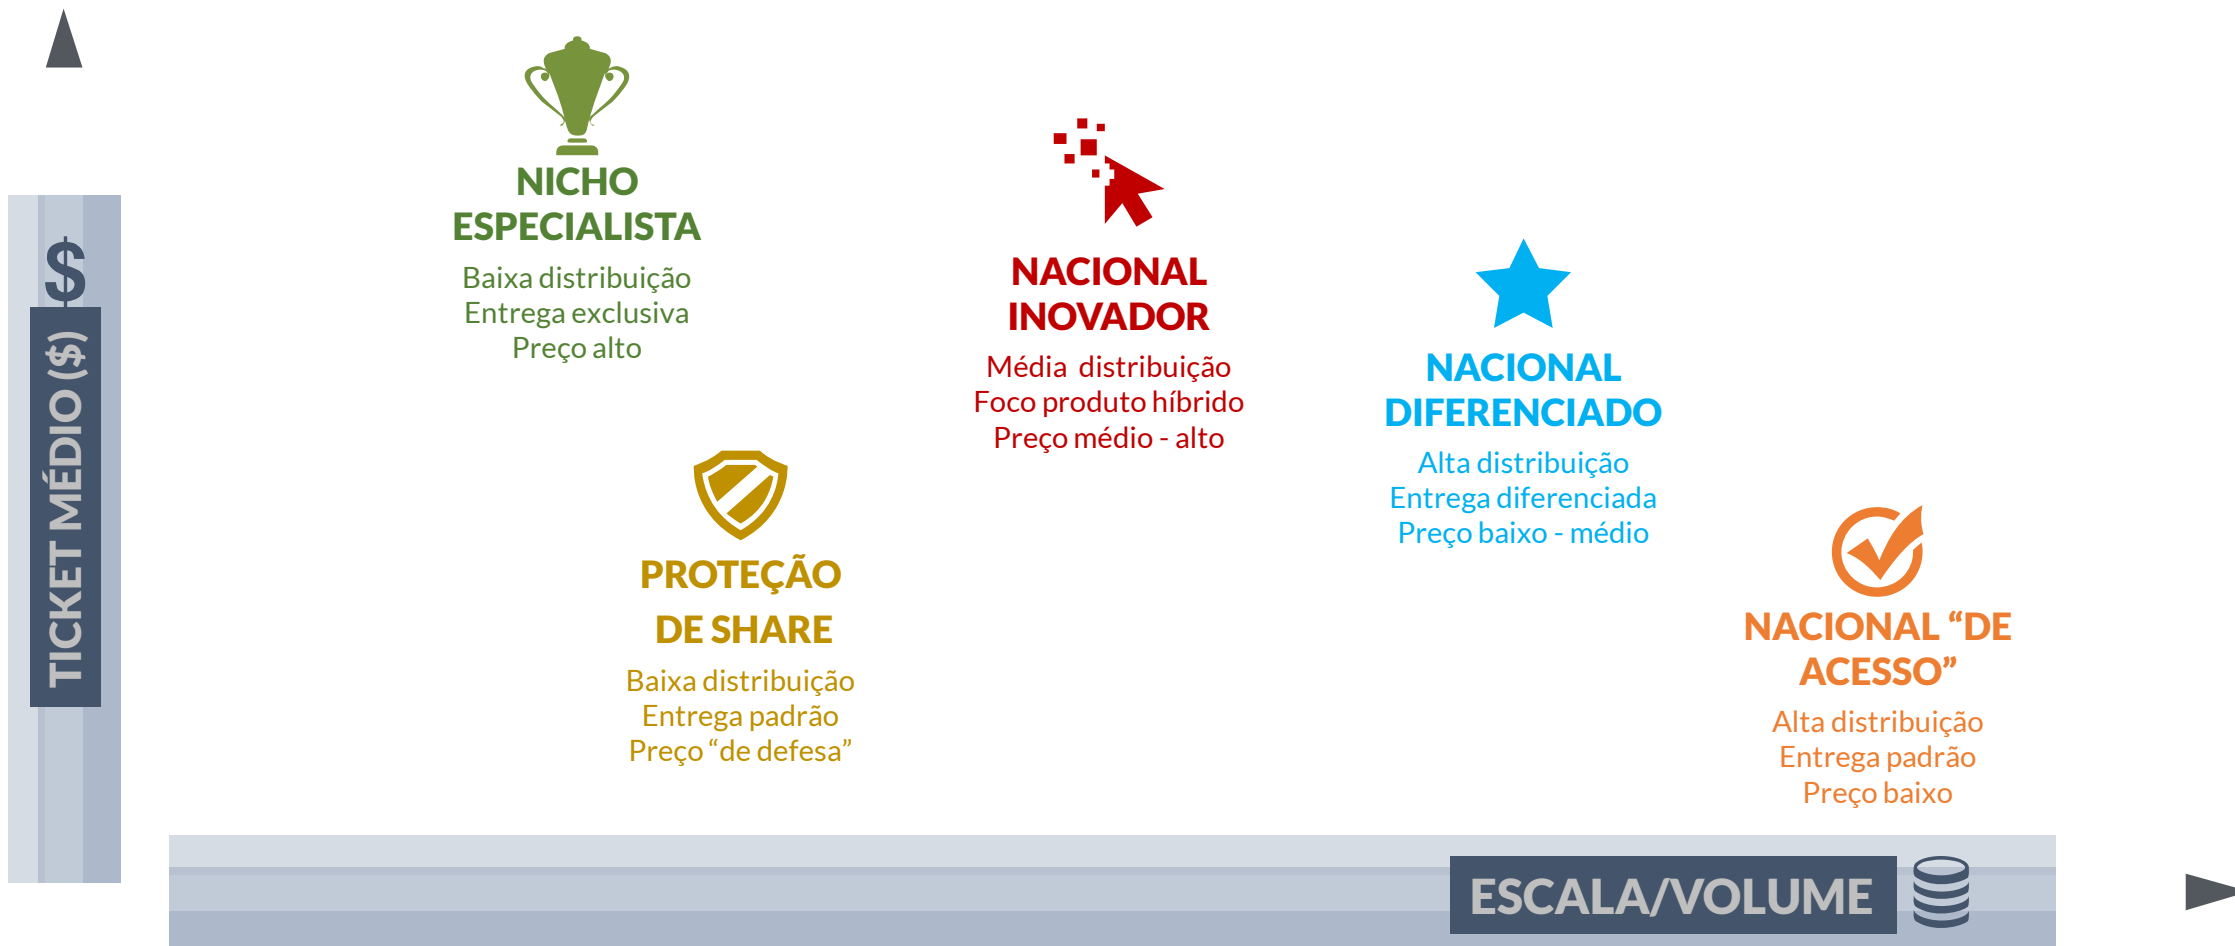 NICHO
ESPECIALISTA
Baixa distribuição
Entrega exclusiva
Preço alto
NACIONAL
INOVADOR
Média distribuição
Foco produto híbrido
Preço médio - alto
NACIONAL
DIFERENCIADO
Alta distribuição
Entrega diferenciada
Preço baixo - médio
PROTEÇÃO
DE SHARE
Baixa distribuição
Entrega padrão
Preço “de defesa”
NACIONAL “DE
ACESSO”
Alta distribuição
Entrega padrão
Preço baixo
$
TICKET MÉDIO ($)
ESCALA/VOLUME